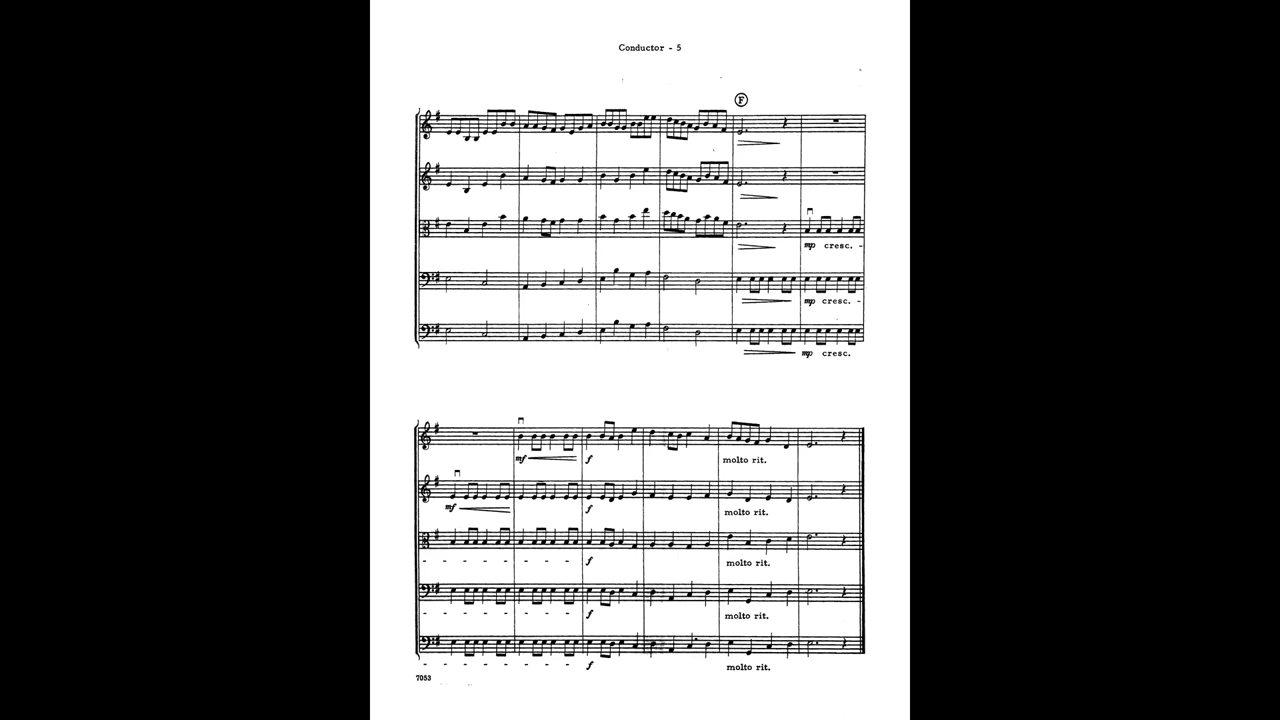 Conductor - 5
F
mp cresc. -
mp cresc. -
mp cresc.
mf f molto rit.
mf f molto rit.
- - - - - - - f molto rit.
- - - - - - - f molto rit.
- - - - - - - f molto rit.
7053